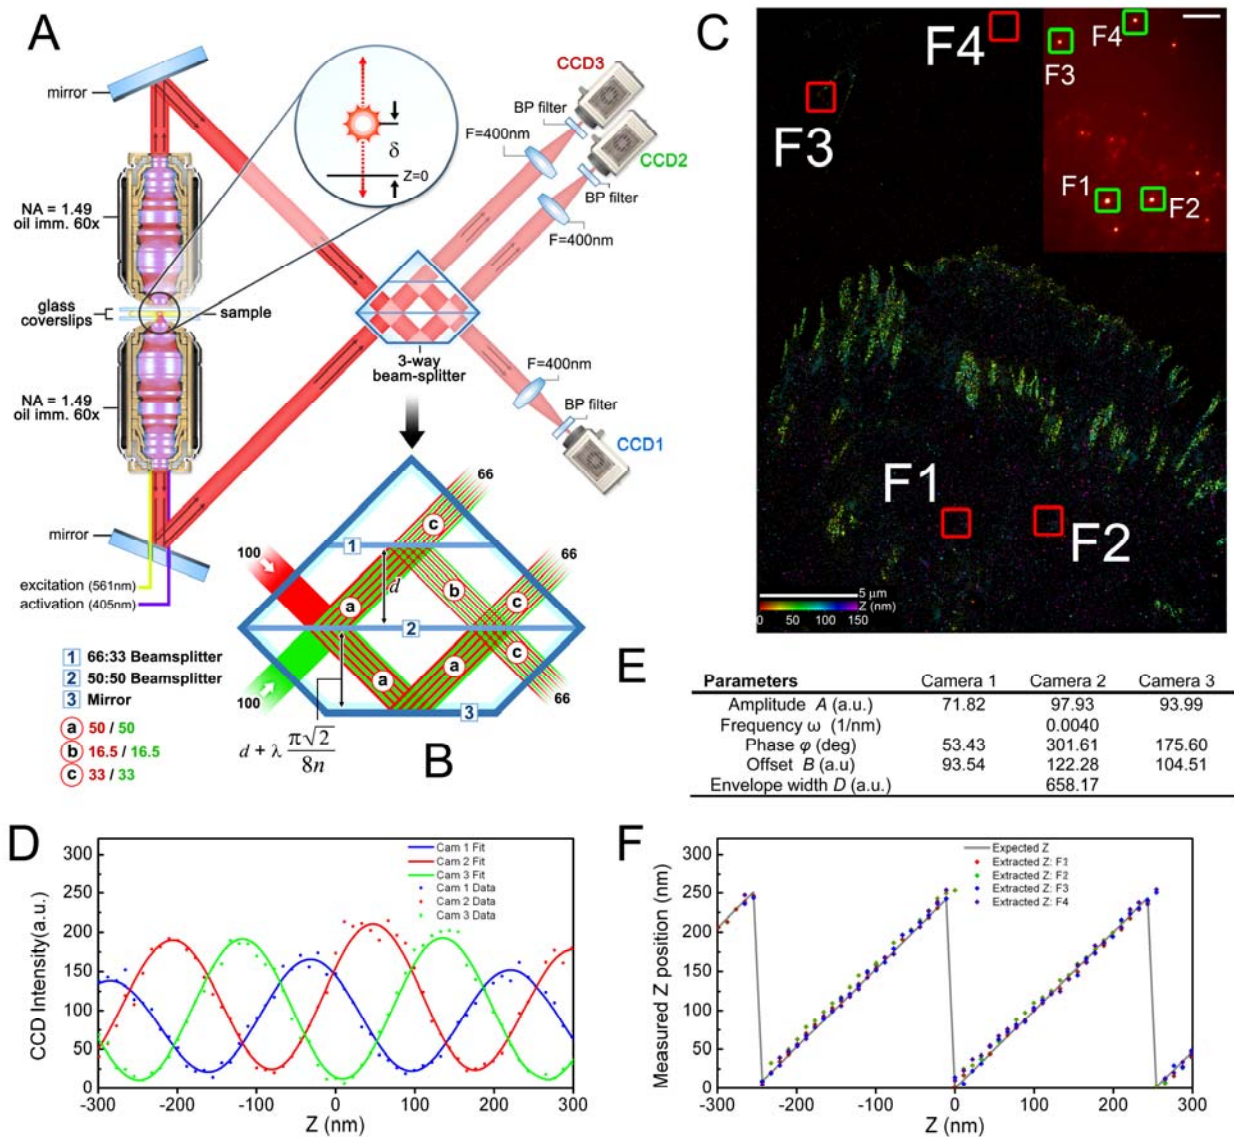 A
mirror
δ
Z=0
NA = 1.49
oil imm. 60x
glass
coverslips
sample
NA = 1.49
oil imm. 60x
mirror
excitation (561nm)
activation (405nm)
CCD3
BP filter
F=400nm
CCD2
BP filter
F=400nm
3-way
beam-splitter
F=400nm
BP filter
CCD1
1 66:33 Beamsplitter
2 50:50 Beamsplitter
3 Mirror
a 50 / 50
b 16.5 / 16.5
c 33 / 33
66
c
1
100
d
66
b
a
c
2
c
a
a
100
66
3
d + λ π√2
8n
B
C
F4
F3
F4
F3
F1
F2
F1
F2
5 μm
Z (nm)
0 50 100 150
E
Parameters Camera 1 Camera 2 Camera 3
Amplitude A (a.u.) 71.82 97.93 93.99
Frequency ω (1/nm) 0.0040
Phase φ (deg) 53.43 301.61 175.60
Offset B (a.u) 93.54 122.28 104.51
Envelope width D (a.u.) 658.17
D
CCD Intensity(a.u.)
300
250
200
150
100
50
0
Cam 1 Fit
Cam 2 Fit
Cam 3 Fit
Cam 1 Data
Cam 2 Data
Cam 3 Data
-300 -200 -100 0 100 200 300
Z (nm)
F
Measured Z position (nm)
300
250
200
150
100
50
0
Expected Z
Extracted Z: F1
Extracted Z: F2
Extracted Z: F3
Extracted Z: F4
-300 -200 -100 0 100 200 300
Z (nm)